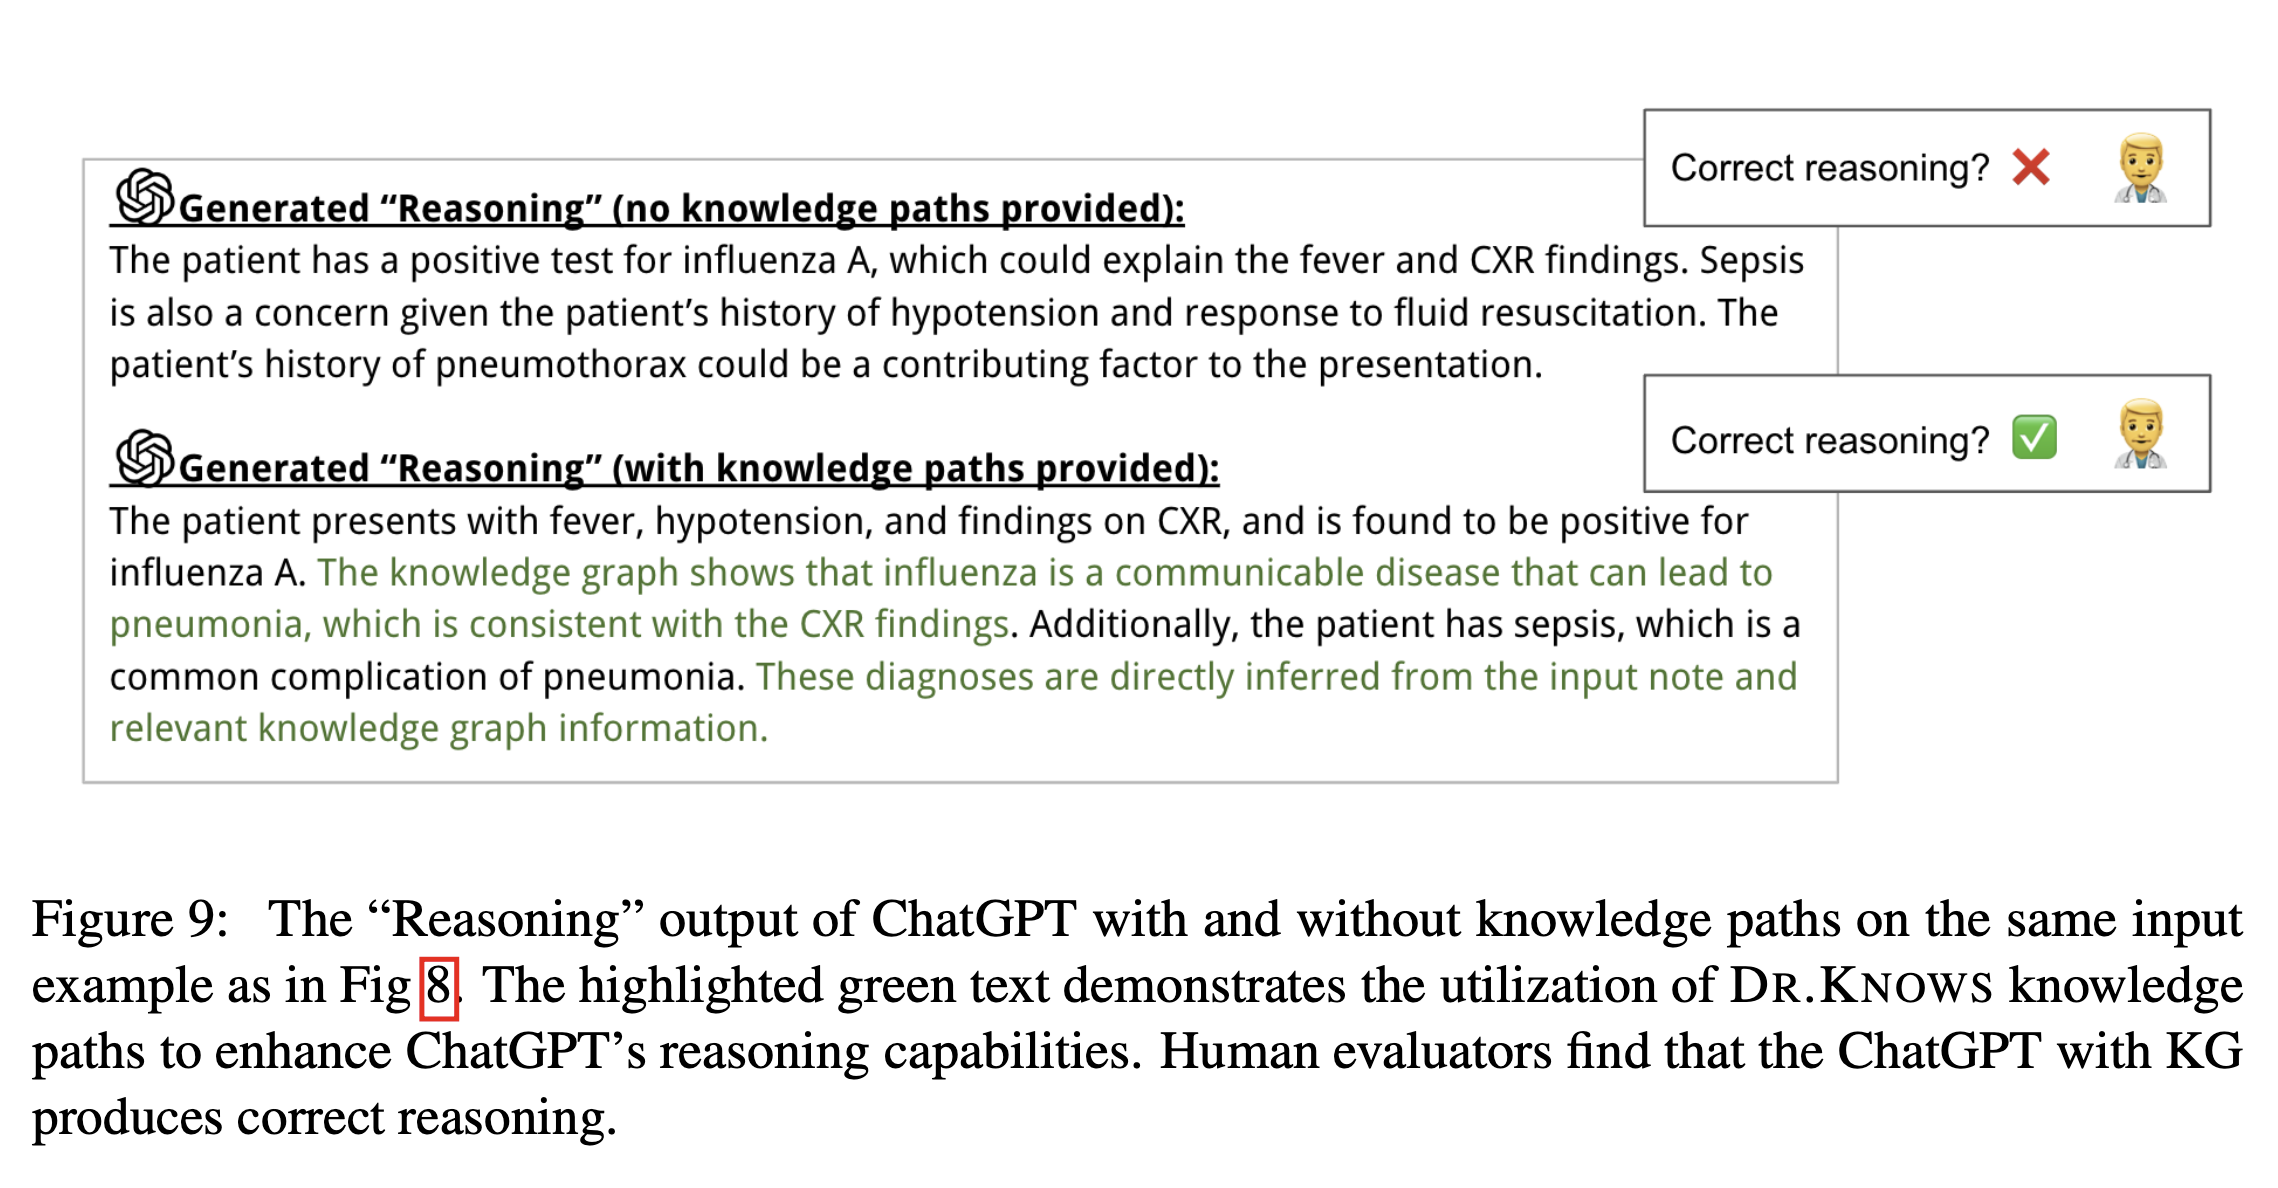 Correct reasoning? ❌
Generated “Reasoning” (no knowledge paths provided):
The patient has a positive test for influenza A, which could explain the fever and CXR findings. Sepsis
is also a concern given the patient’s history of hypotension and response to fluid resuscitation. The
patient’s history of pneumothorax could be a contributing factor to the presentation.
Correct reasoning? ✅
Generated “Reasoning” (with knowledge paths provided):
The patient presents with fever, hypotension, and findings on CXR, and is found to be positive for
influenza A. The knowledge graph shows that influenza is a communicable disease that can lead to
pneumonia, which is consistent with the CXR findings. Additionally, the patient has sepsis, which is a
common complication of pneumonia. These diagnoses are directly inferred from the input note and
relevant knowledge graph information.
Figure 9: The “Reasoning” output of ChatGPT with and without knowledge paths on the same input
example as in Fig 8. The highlighted green text demonstrates the utilization of DR.KNOWS knowledge
paths to enhance ChatGPT’s reasoning capabilities. Human evaluators find that the ChatGPT with KG
produces correct reasoning.